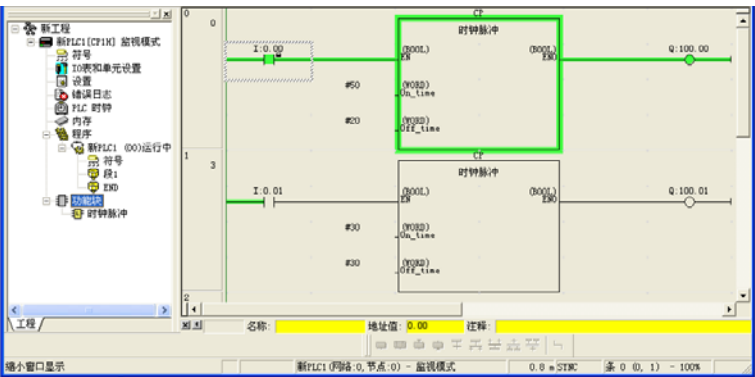 新工程
新PLC1[CP1H] 监视模式
符号
IO表和单元设置
设置
错误日志
PLC 时钟
内存
程序
新PLC1 (00)运行中
符号
段1
END
功能块
时钟脉冲
工程
0
0
CP
时钟脉冲
I:0.00
(BOOL)
EN
(BOOL)
ENO
Q:100.00
#50
(WORD)
On_time
#20
(WORD)
Off_time
1
3
CP
时钟脉冲
I:0.01
(BOOL)
EN
(BOOL)
ENO
Q:100.01
#30
(WORD)
On_time
#30
(WORD)
Off_time
2
名称:
地址值: 0.00
注释:
缩小窗口显示
新PLC1(网络:0,节点:0) - 监视模式
0.8 m
SYNC
条 0 (0, 1) - 100%